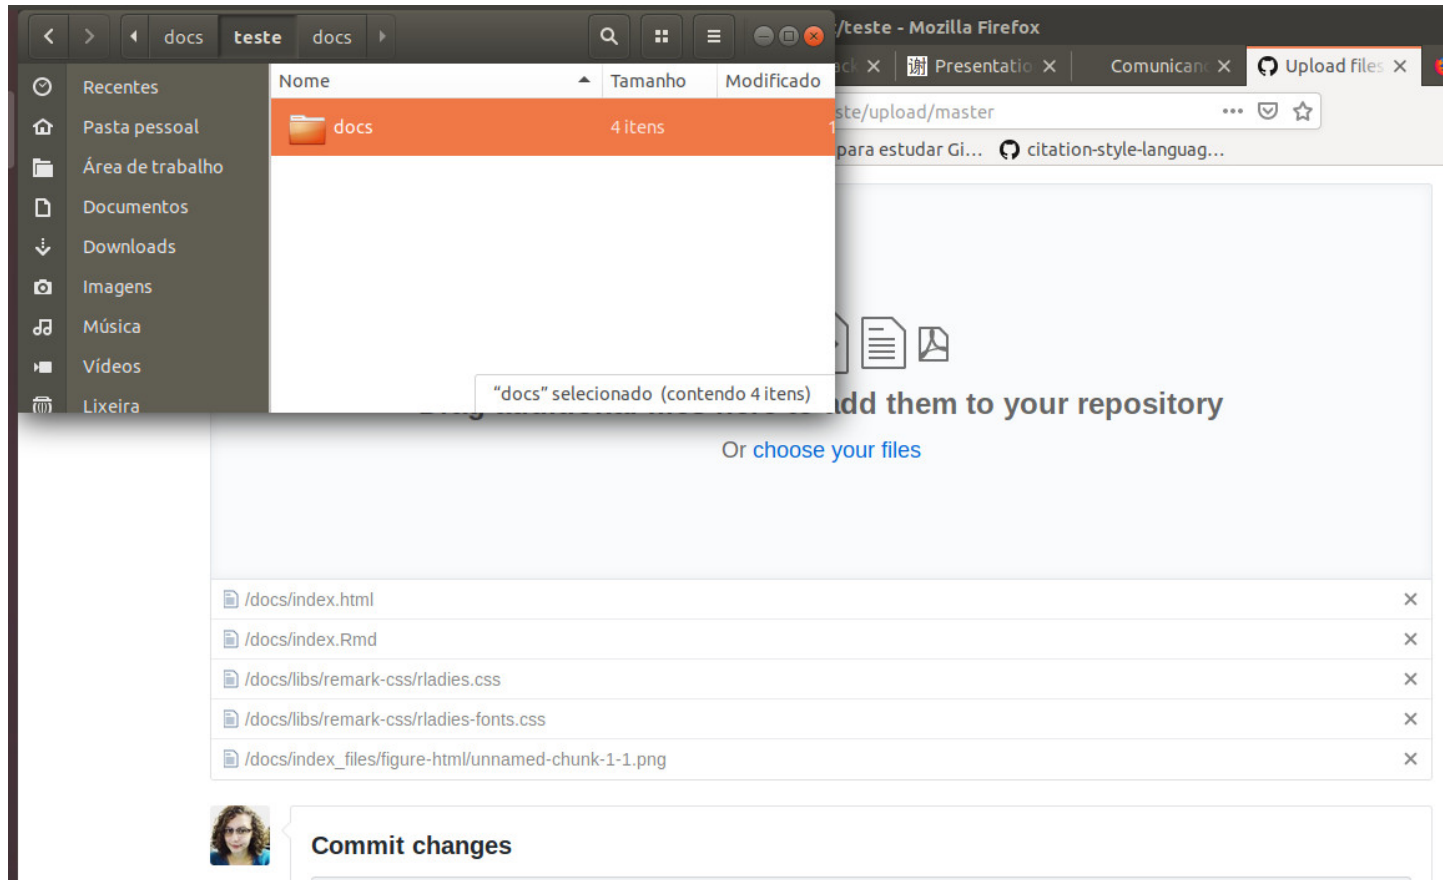 docs teste docs
/teste - Mozilla Firefox
Presentatio
Comunicanc
Upload files
Recentes
Pasta pessoal
Área de trabalho
Documentos
Downloads
Imagens
Música
Vídeos
Lixeira
Nome Tamanho Modificado
docs 4 itens 1
“docs” selecionado (contendo 4 itens)
ste/upload/master
para estudar Gi...
citation-style-languag...
add them to your repository
Or choose your files
/docs/index.html
/docs/index.Rmd
/docs/libs/remark-css/rladies.css
/docs/libs/remark-css/rladies-fonts.css
/docs/index_files/figure-html/unnamed-chunk-1-1.png
Commit changes